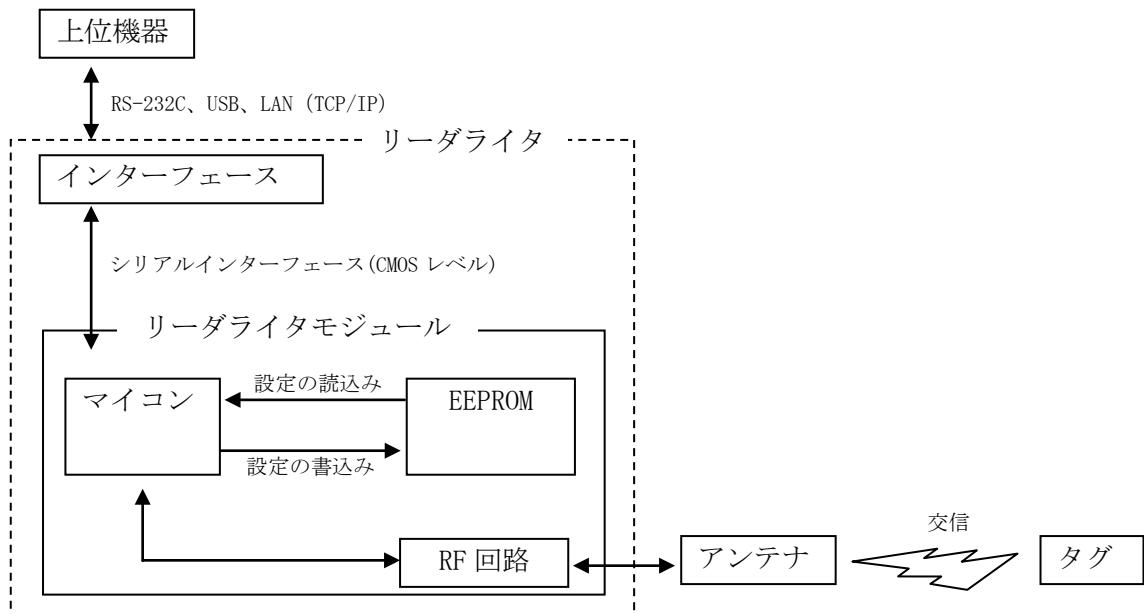 上位機器
RS-232C、USB、LAN (TCP/IP)
リーダライタ
インターフェース
シリアルインターフェース(CMOS レベル)
リーダライタモジュール
マイコン
設定の読込み
EEPROM
設定の書込み
交信
RF 回路
アンテナ
タグ